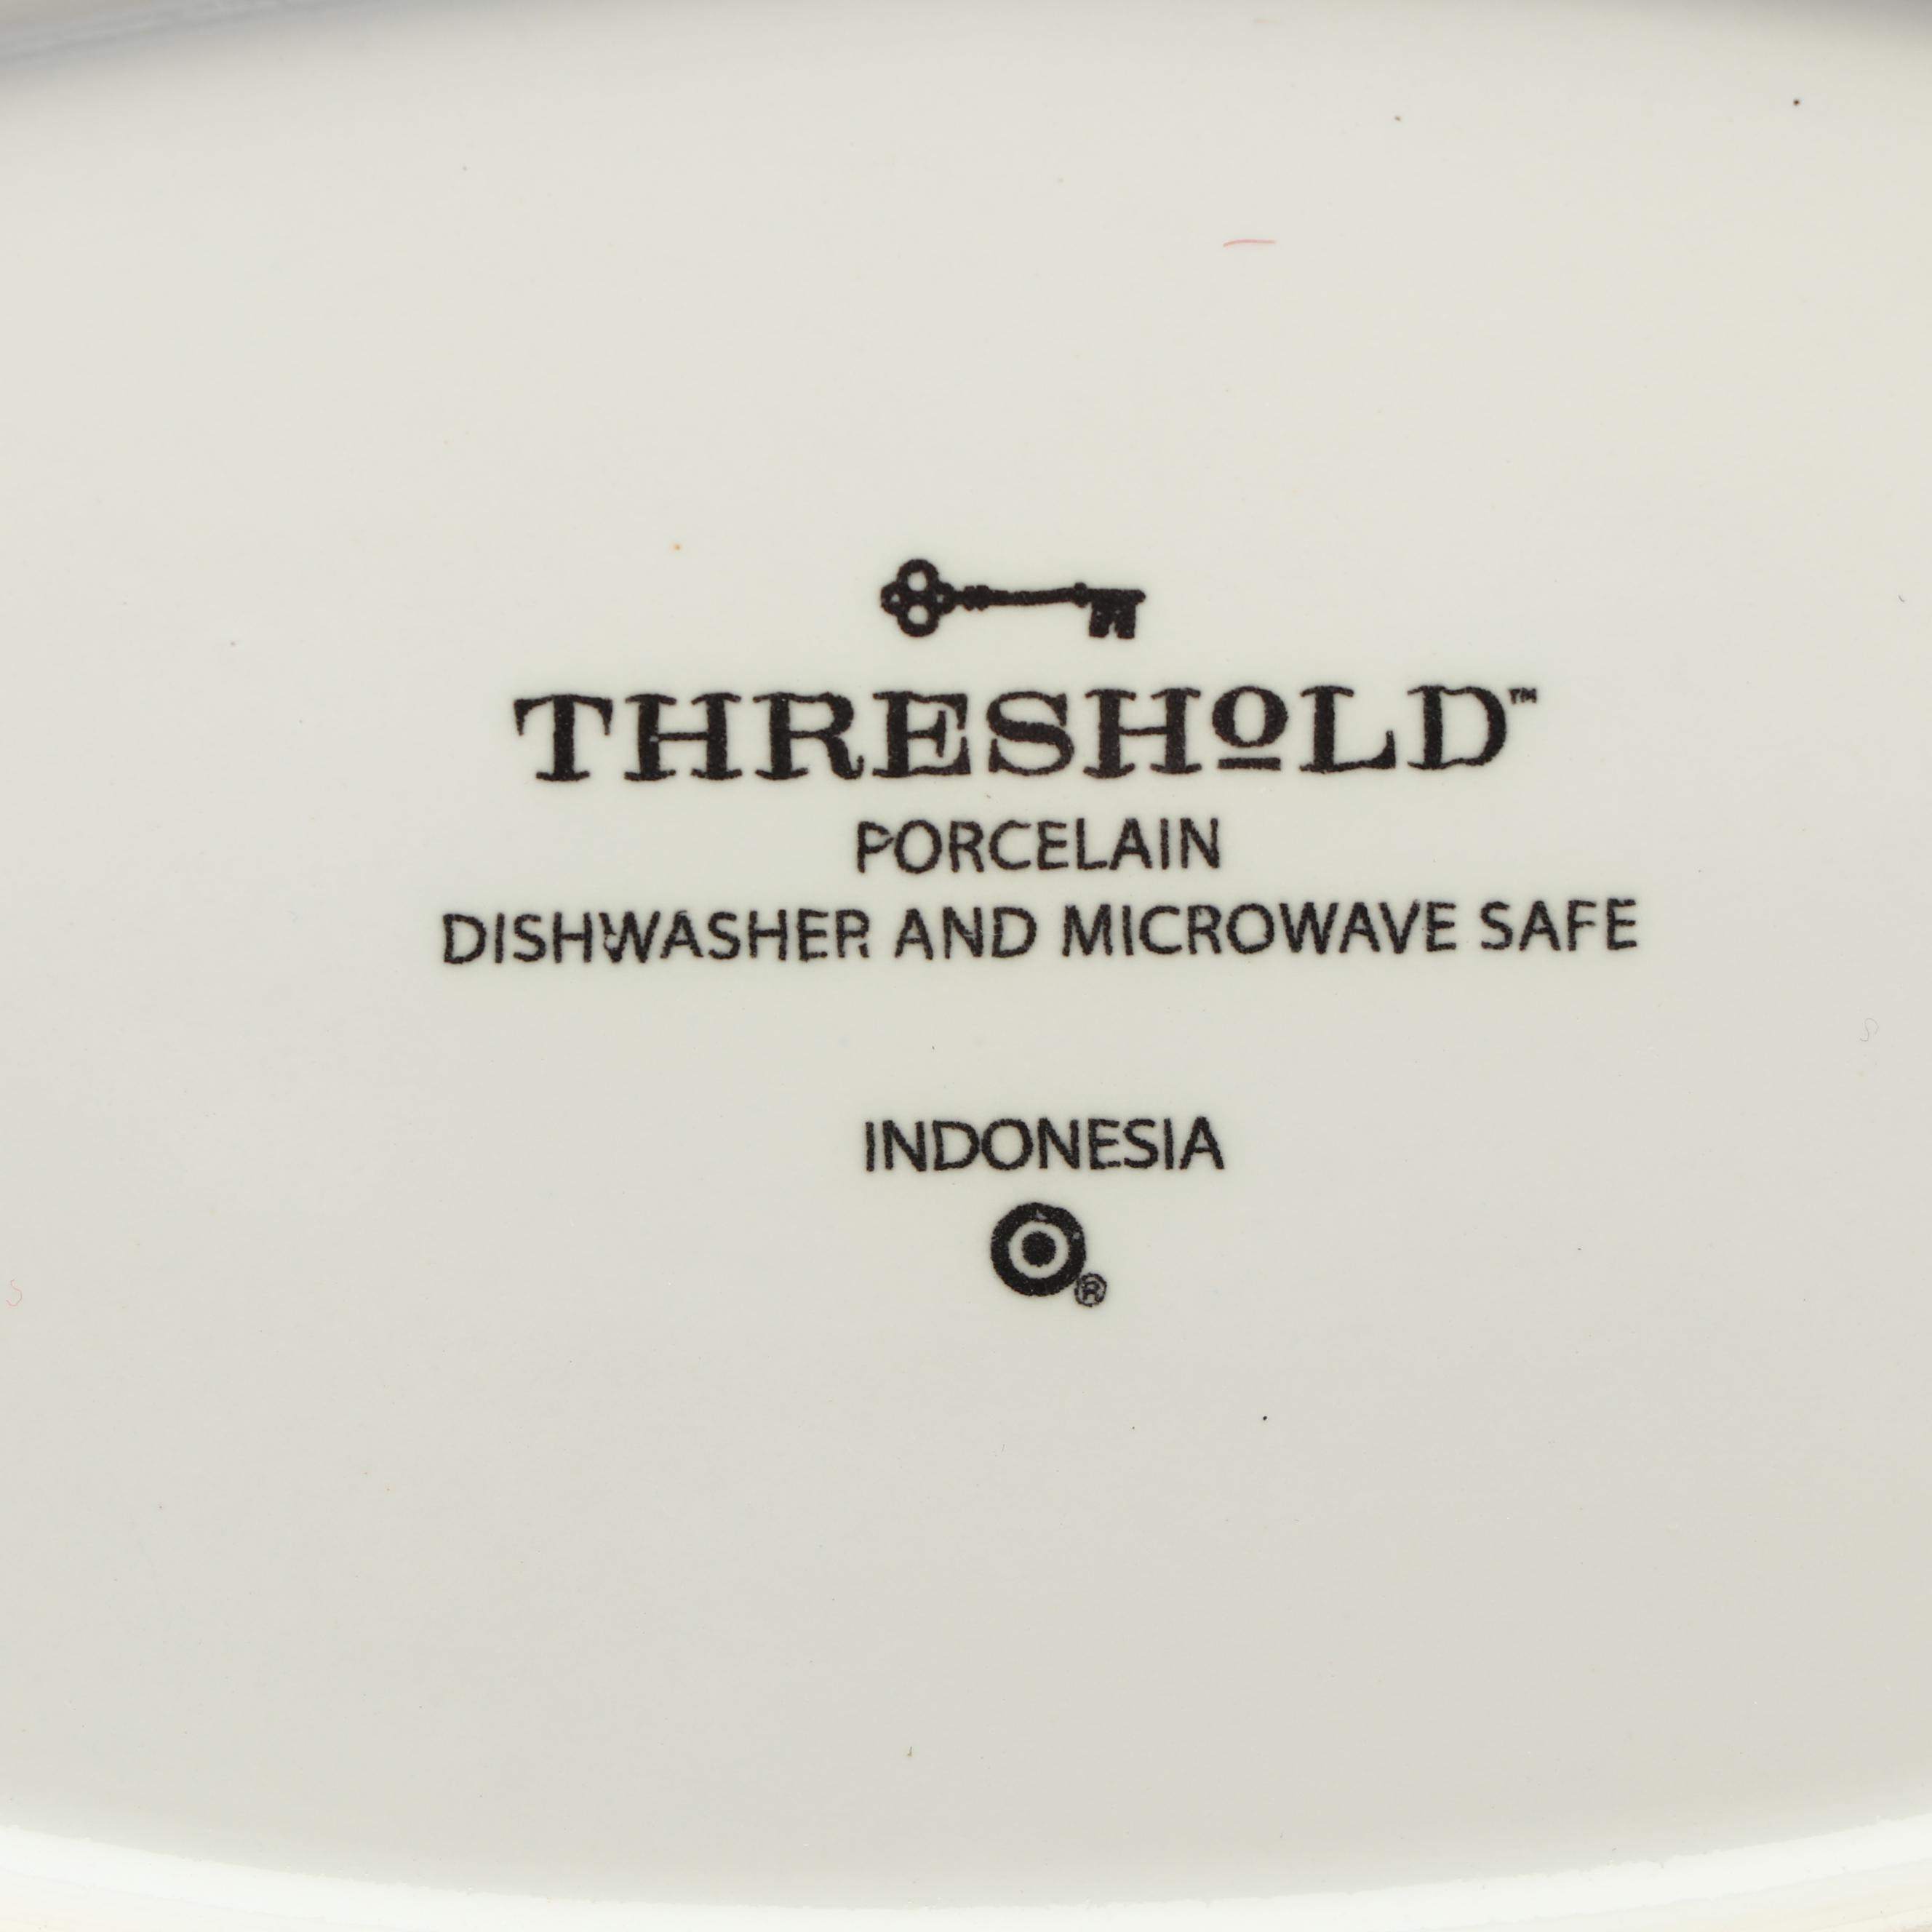 THRESHOLD™
PORCELAIN
DISHWASHER AND MICROWAVE SAFE
INDONESIA
®